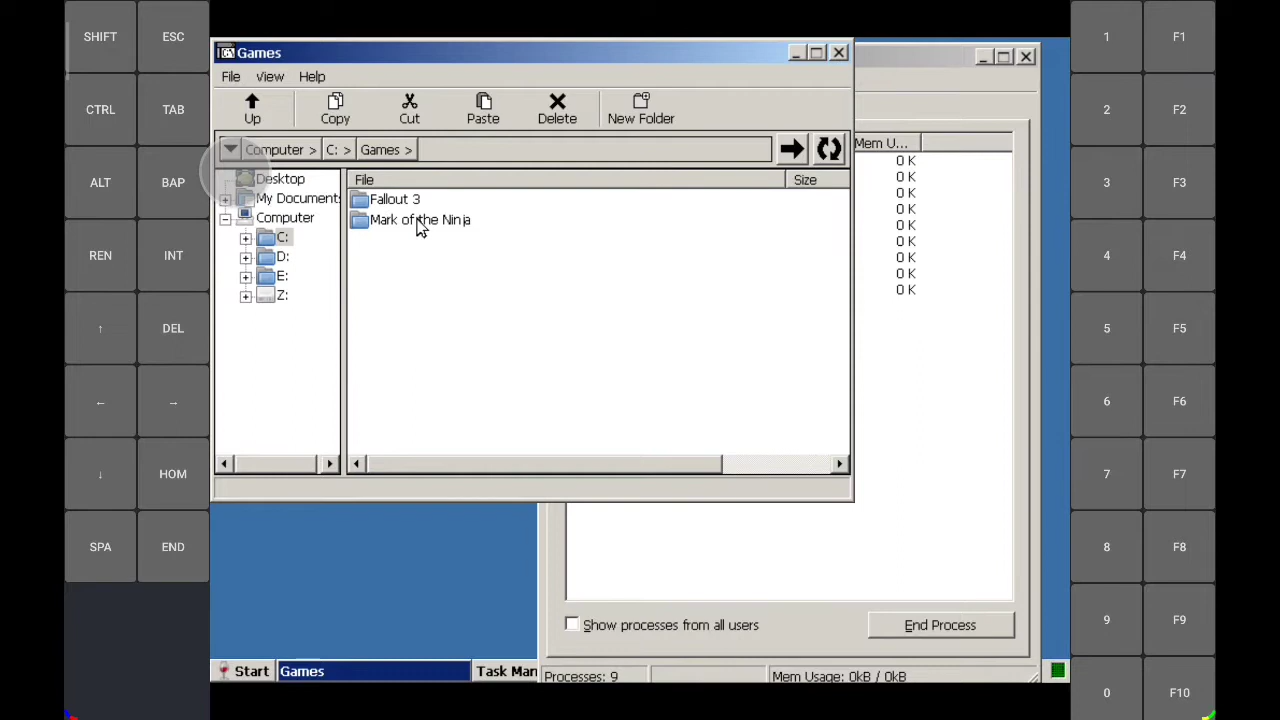 SHIFT
ESC
CTRL
TAB
ALT
BAP
REN
INT
↑
DEL
←
→
↓
HOM
SPA
END
Games
File
View
Help
Up
Copy
Cut
Paste
Delete
New Folder
Computer >
C: >
Games >
Desktop
My Documents
Computer
C:
D:
E:
Z:
File
Size
Fallout 3
Mark of the Ninja
Mem U...
0 K
0 K
0 K
0 K
0 K
0 K
0 K
0 K
0 K
Show processes from all users
End Process
Start
Games
Task Man
Processes: 9
Mem Usage: 0kB / 0kB
1
F1
2
F2
3
F3
4
F4
5
F5
6
F6
7
F7
8
F8
9
F9
0
F10